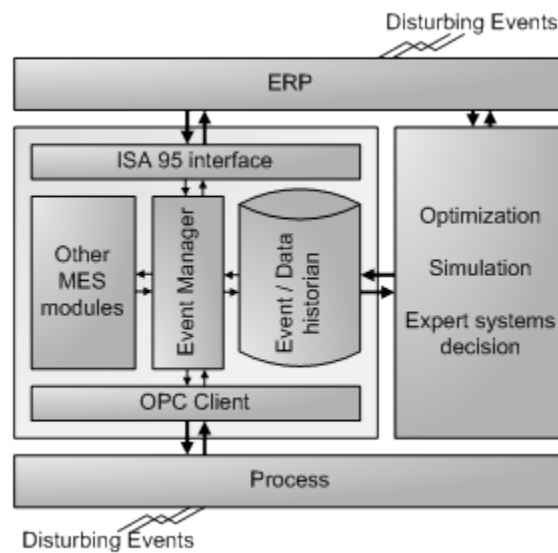 Disturbing Events
ERP
ISA 95 interface
Other
MES
modules
Event Manager
Event / Data
historian
Optimization
Simulation
Expert systems
decision
OPC Client
Process
Disturbing Events